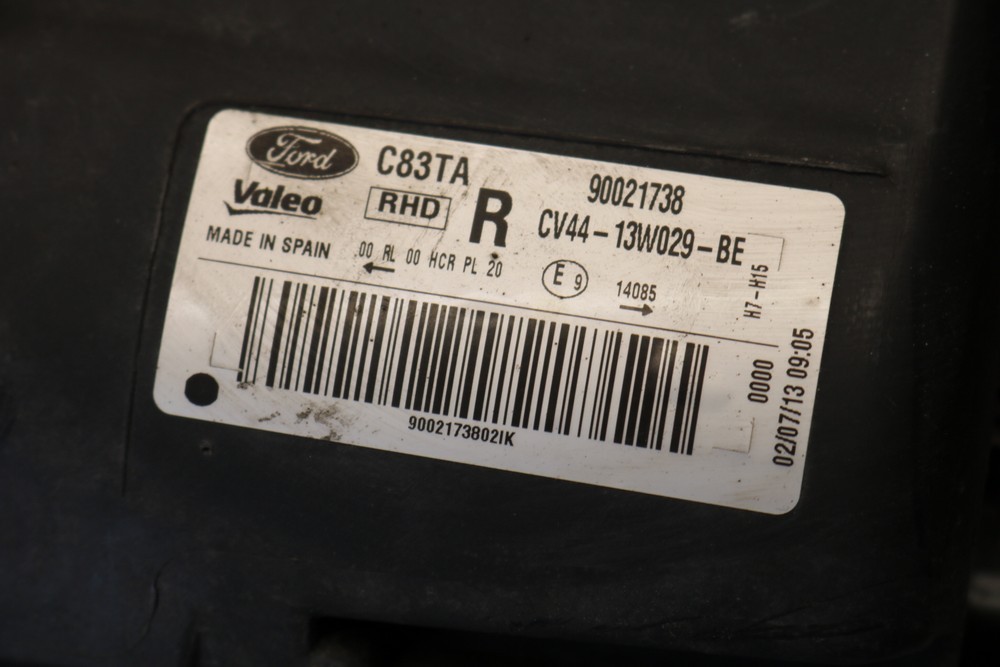 Ford C83TA 90021738
Valeo RHD R CV44-13W029-BE
MADE IN SPAIN 00 RL 00 HCR PL 20 E 9 14085
H7-H15
9002173802IK
0000
02/07/13 09:05